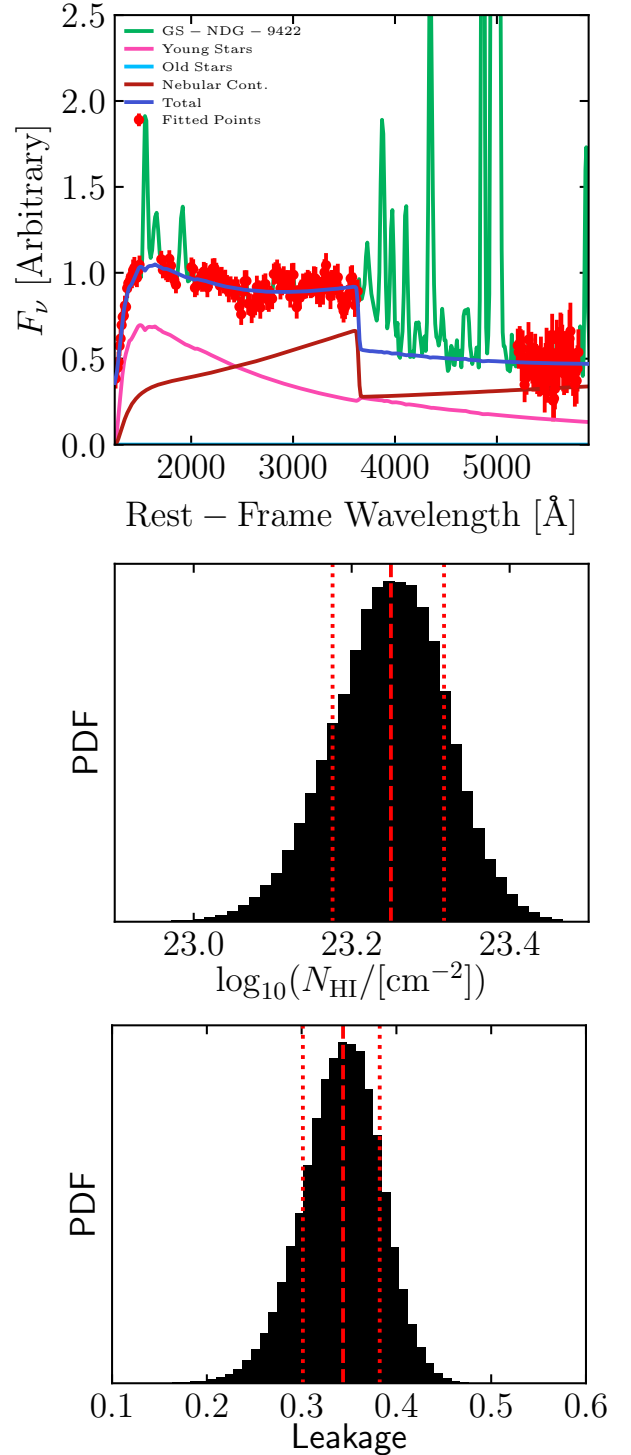 GS − NDG − 9422
Young Stars
Old Stars
Nebular Cont.
Total
Fitted Points
2.5
2.0
1.5
1.0
0.5
0.0
F_ν [Arbitrary]
2000 3000 4000 5000
Rest − Frame Wavelength [Å]
PDF
23.0 23.2 23.4
log₁₀(N_HI/[cm⁻²])
PDF
0.1 0.2 0.3 0.4 0.5 0.6
Leakage